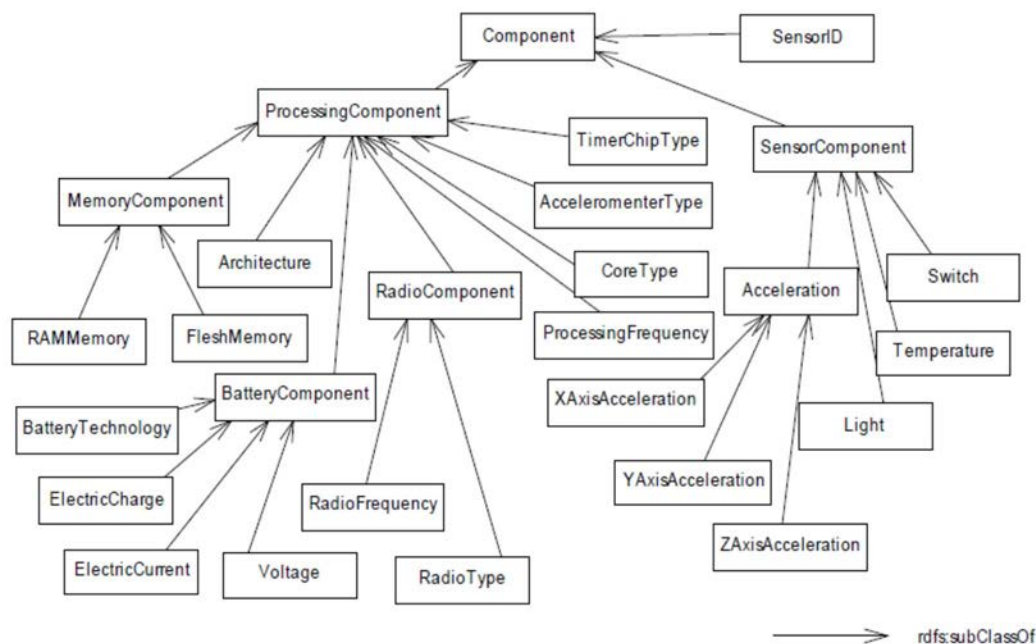 Component
SensorID
ProcessingComponent
TimerChipType
SensorComponent
MemoryComponent
AcceleromenterType
Architecture
CoreType
RadioComponent
Acceleration
Switch
RAMMemory
FleshMemory
ProcessingFrequency
Temperature
BatteryComponent
XAxisAcceleration
BatteryTechnology
Light
YAxisAcceleration
ElectricCharge
RadioFrequency
ZAxisAcceleration
ElectricCurrent
Voltage
RadioType
rdfs:subClassOf